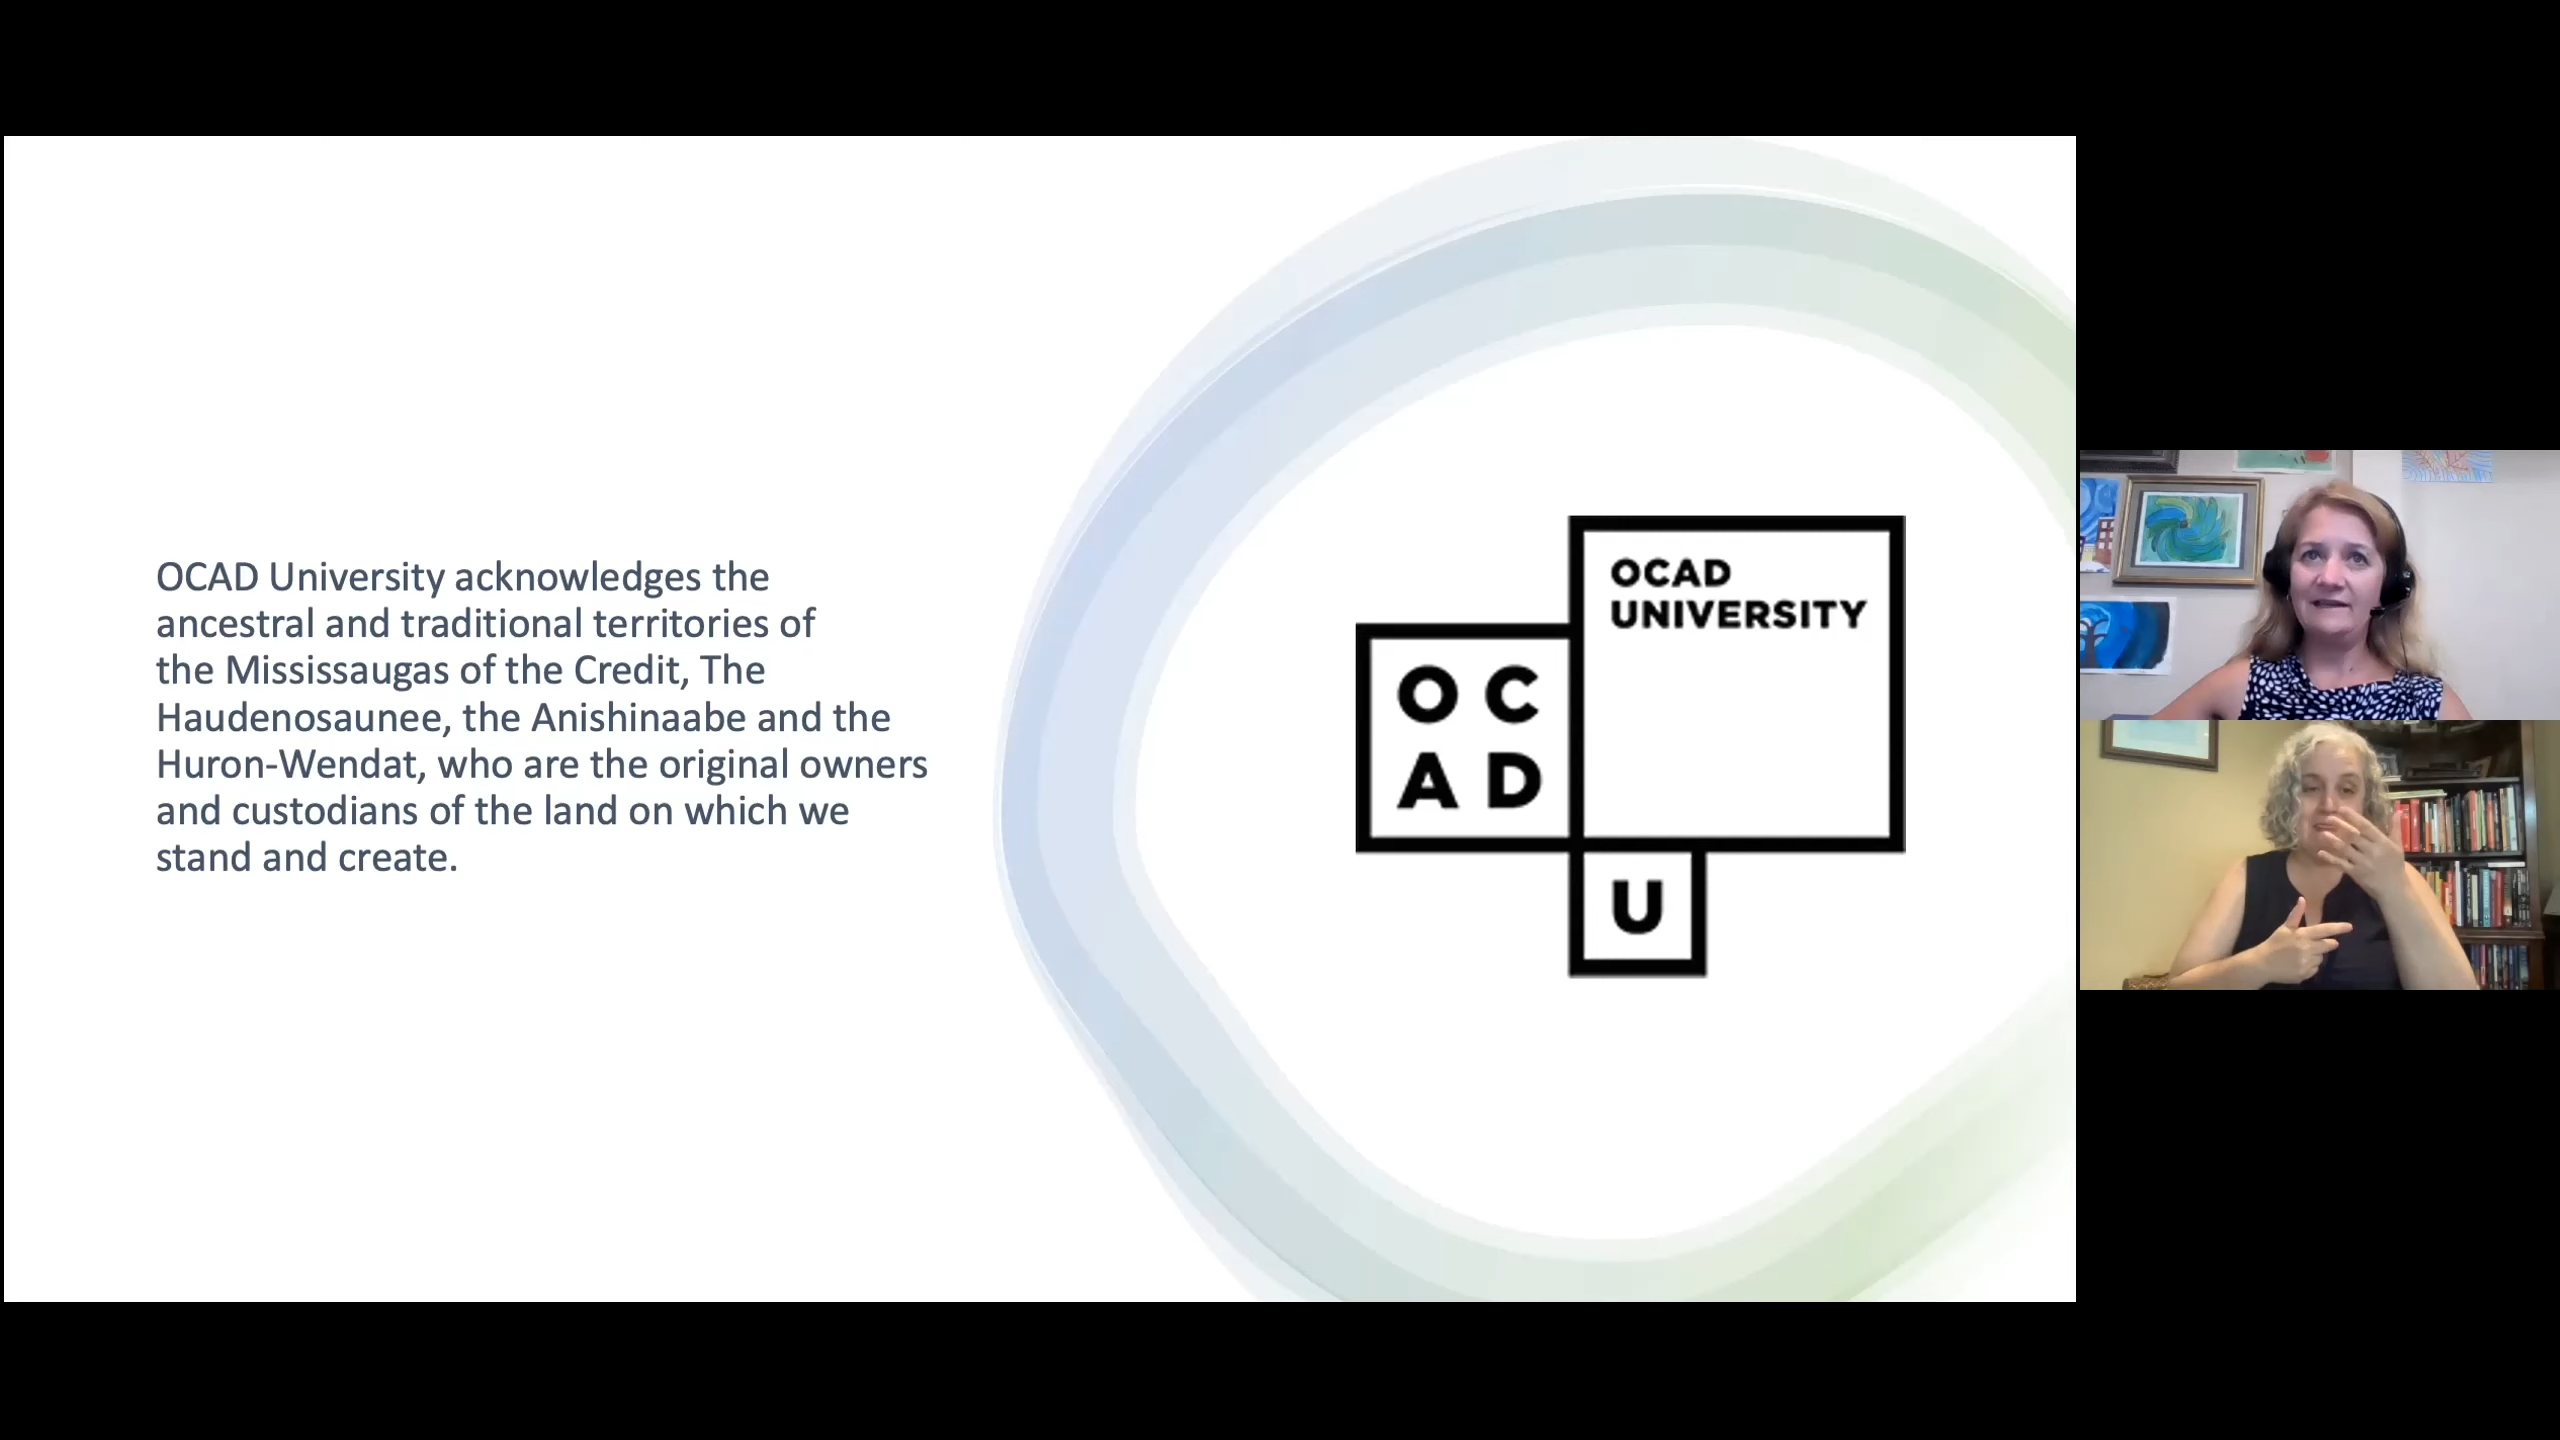 OCAD University acknowledges the
ancestral and traditional territories of
the Mississaugas of the Credit, The
Haudenosaunee, the Anishinaabe and the
Huron-Wendat, who are the original owners
and custodians of the land on which we
stand and create.
OCAD
UNIVERSITY
O C
A D
U